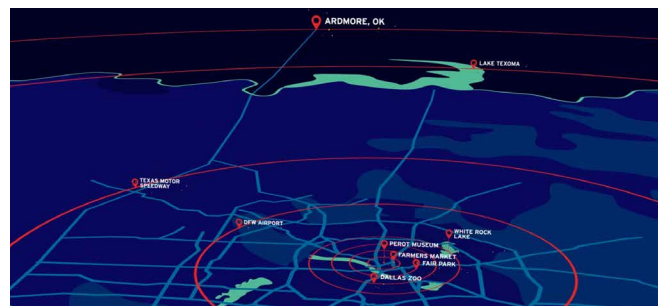 ARDMORE, OK
LAKE TEXOMA
TEXAS MOTOR
SPEEDWAY
DFW AIRPORT
WHITE ROCK
LAKE
PEROT MUSEUM
FARMERS MARKET
FAIR PARK
DALLAS ZOO